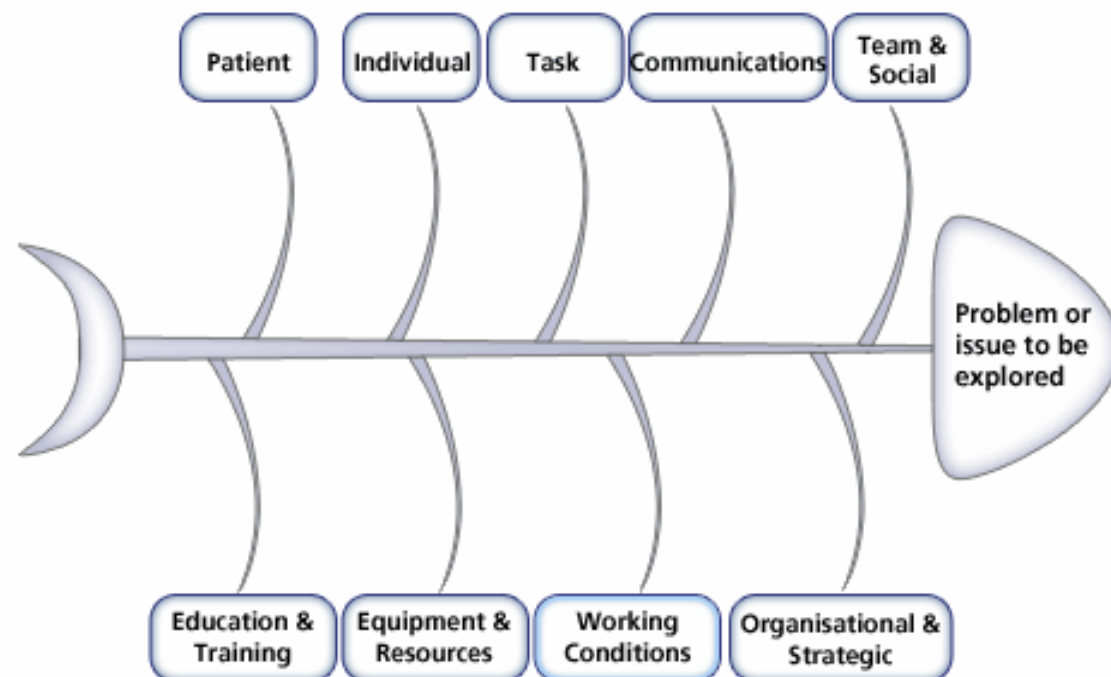 Patient
Individual
Task
Communications
Team &
Social
Problem or
issue to be
explored
Education &
Training
Equipment &
Resources
Working
Conditions
Organisational &
Strategic